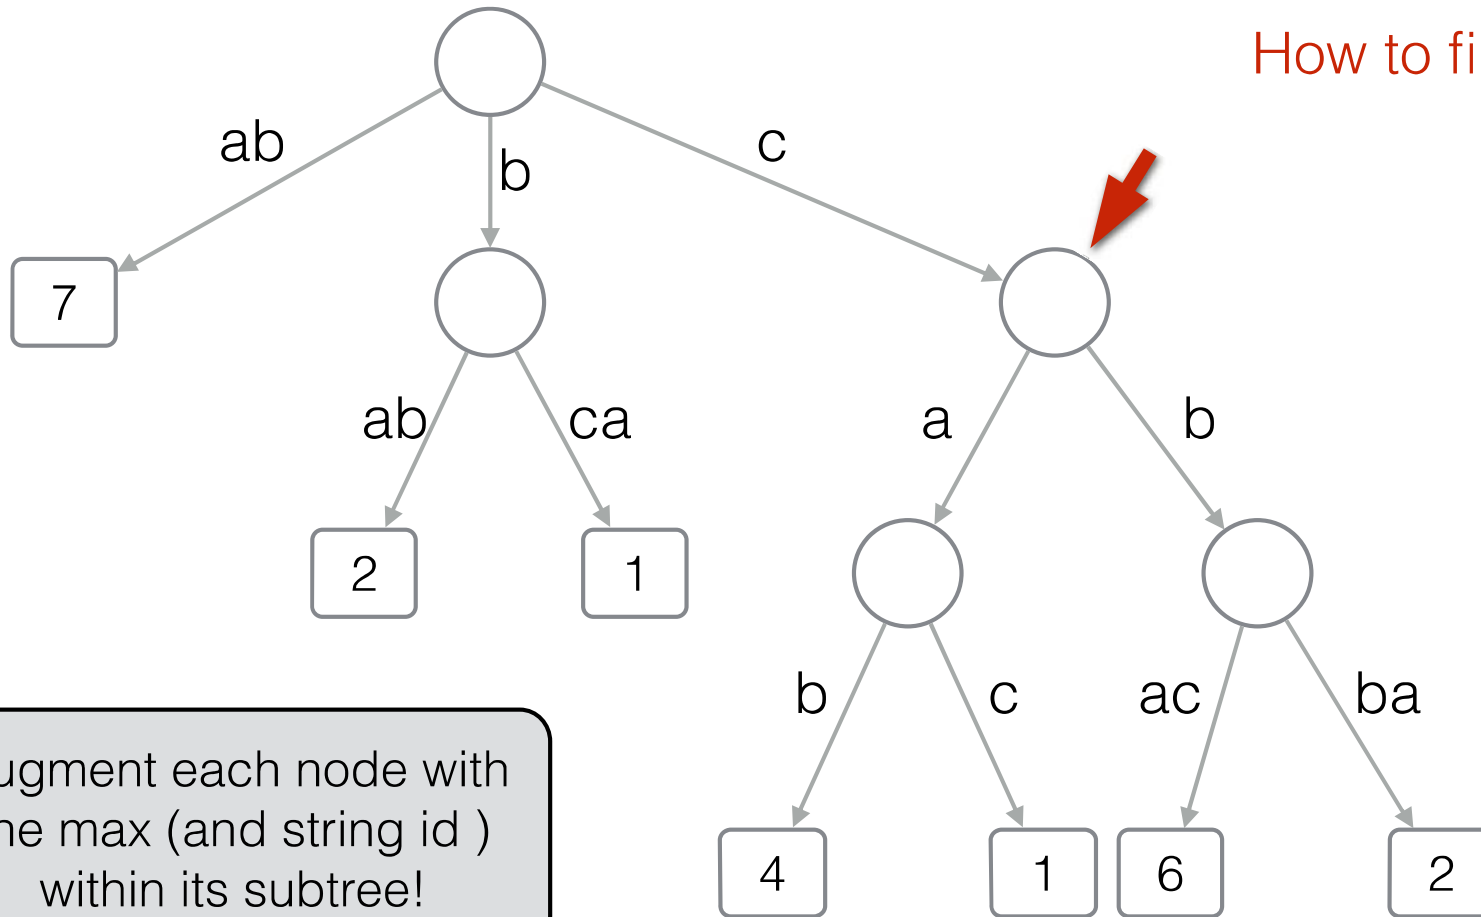 How to fi
ab
b
c
7
ab
ca
a
b
2
1
b
c
ac
ba
ugment each node with
ne max (and string id )
within its subtree!
4
1
6
2